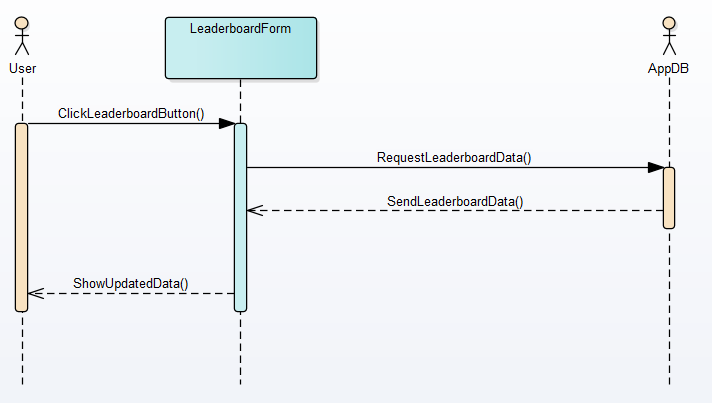 LeaderboardForm
User
AppDB
ClickLeaderboardButton()
RequestLeaderboardData()
SendLeaderboardData()
ShowUpdatedData()